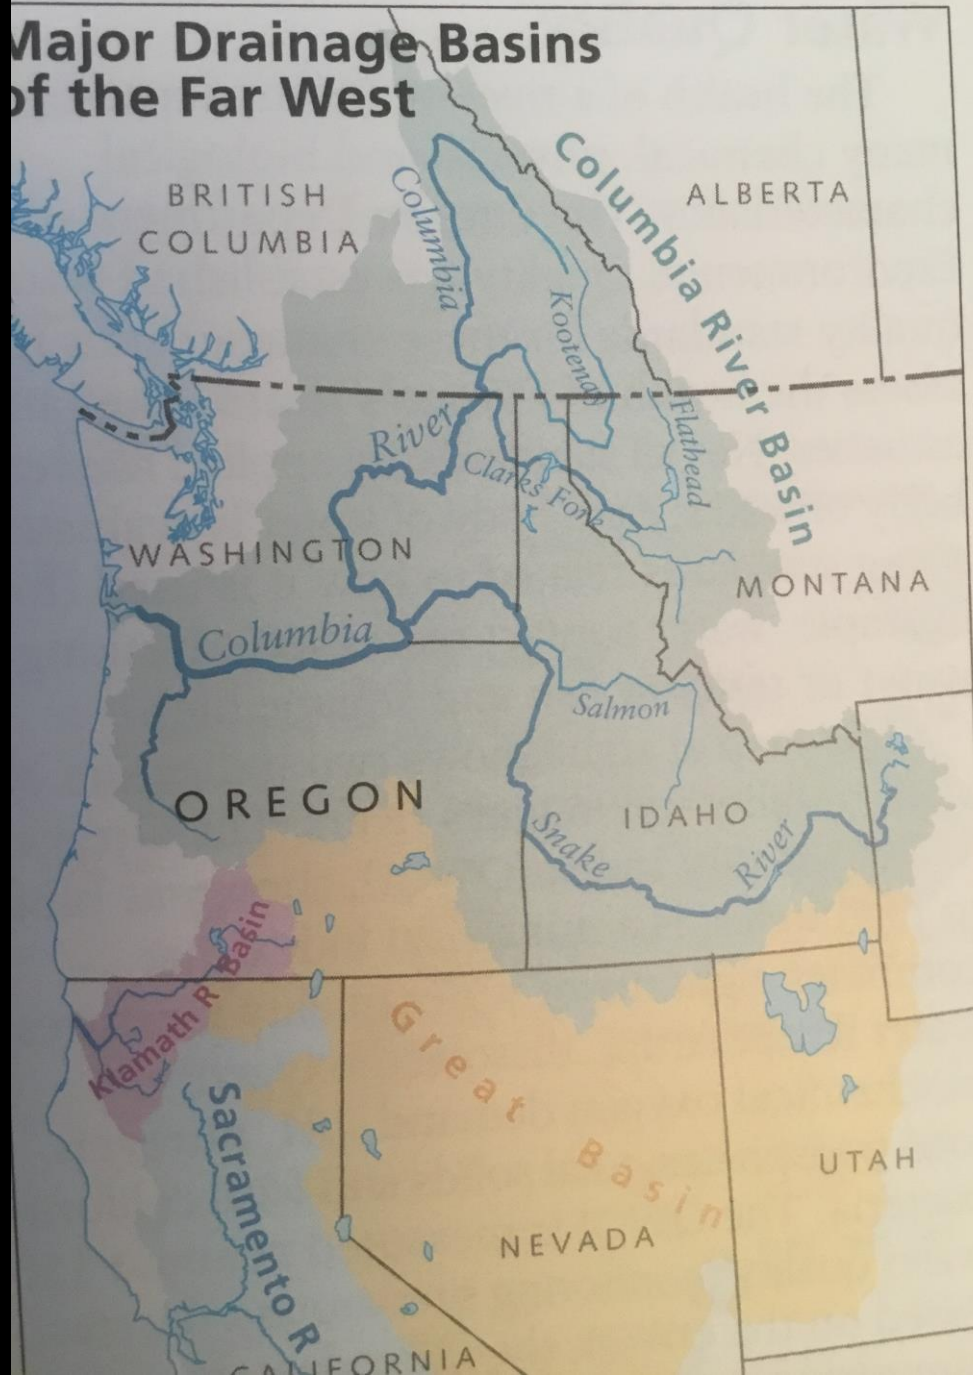 Major Drainage Basins
of the Far West
BRITISH
COLUMBIA
ALBERTA
Columbia River Basin
Columbia
Kootenay
Flathead
River
Clarks Fork
WASHINGTON
MONTANA
Columbia
Salmon
OREGON
IDAHO
Snake
River
Klamath R Basin
Great Basin
Sacramento R
UTAH
NEVADA
CALIFORNIA